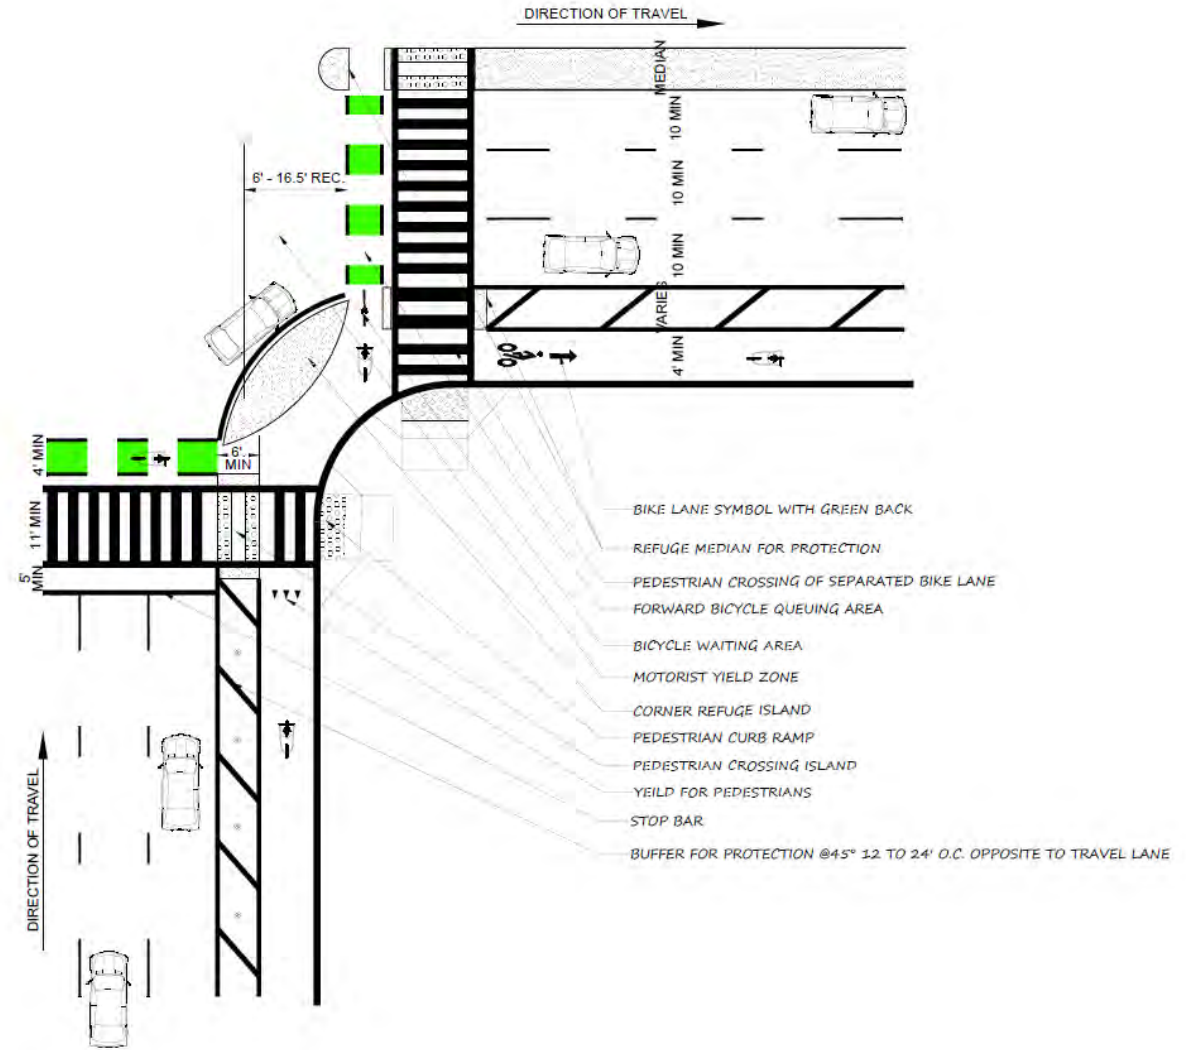 DIRECTION OF TRAVEL
MEDIAN
10 MIN
10 MIN
6' - 16.5' REC.
10 MIN
VARIES
4' MIN
4' MIN
6'
MIN
11' MIN
5'
MIN
BIKE LANE SYMBOL WITH GREEN BACK
REFUGE MEDIAN FOR PROTECTION
PEDESTRIAN CROSSING OF SEPARATED BIKE LANE
FORWARD BICYCLE QUEUING AREA
BICYCLE WAITING AREA
MOTORIST YIELD ZONE
CORNER REFUGE ISLAND
PEDESTRIAN CURB RAMP
PEDESTRIAN CROSSING ISLAND
YEILD FOR PEDESTRIANS
STOP BAR
BUFFER FOR PROTECTION @45° 12 TO 24' O.C. OPPOSITE TO TRAVEL LANE
DIRECTION OF TRAVEL